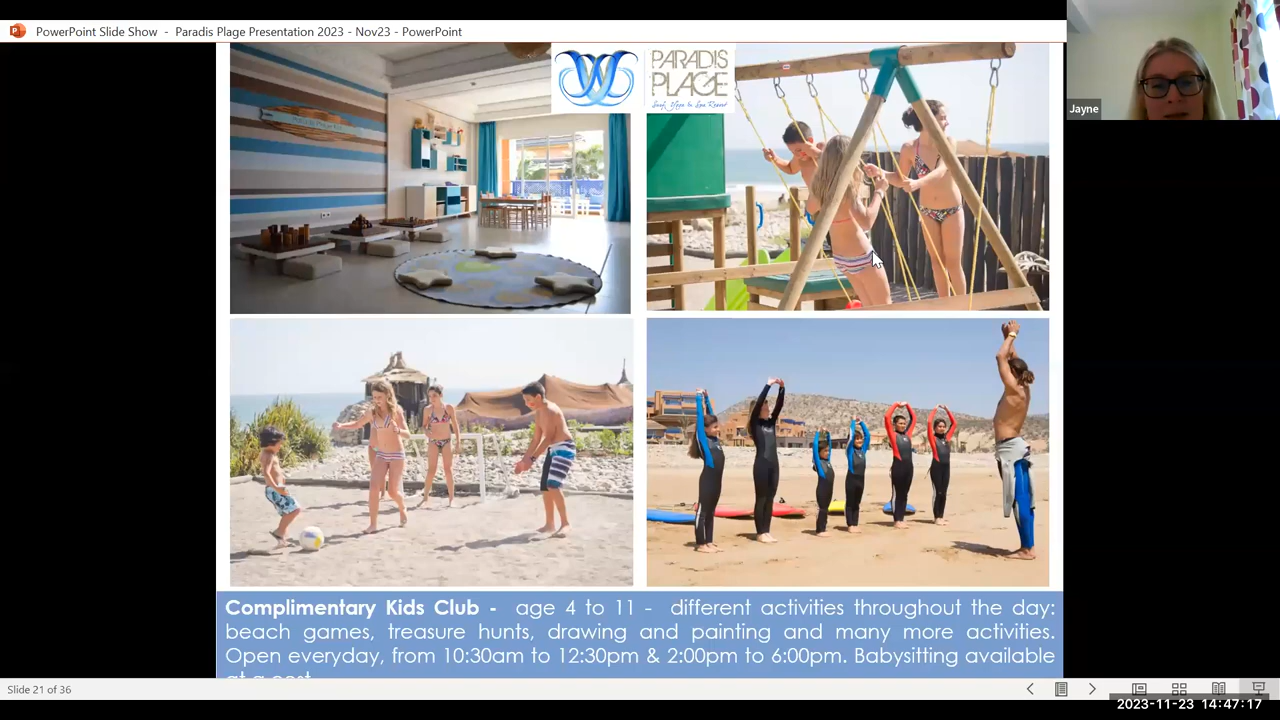 PowerPoint Slide Show - Paradis Plage Presentation 2023 - Nov23 - PowerPoint
PARADIS
PLAGE
Surf, Yoga & Spa Resort
Jayne
Complimentary Kids Club - age 4 to 11 - different activities throughout the day:
beach games, treasure hunts, drawing and painting and many more activities.
Open everyday, from 10:30am to 12:30pm & 2:00pm to 6:00pm. Babysitting available
at a cost
Slide 21 of 36
2023-11-23 14:47:17